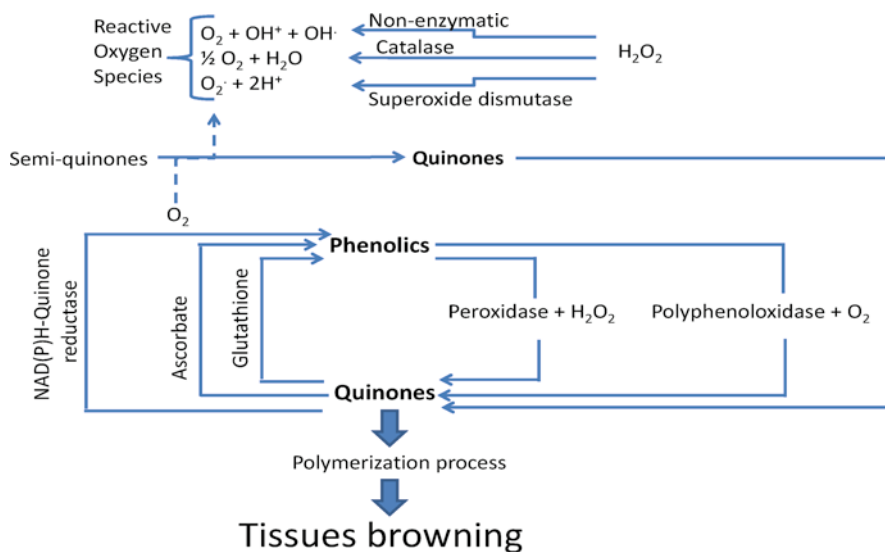 Reactive
Oxygen
Species
O₂ + OH⁺ + OH·
½ O₂ + H₂O
O₂· + 2H⁺
Non-enzymatic
Catalase
Superoxide dismutase
H₂O₂
Semi-quinones
Quinones
O₂
Phenolics
NAD(P)H-Quinone
reductase
Ascorbate
Glutathione
Peroxidase + H₂O₂
Polyphenoloxidase + O₂
Quinones
Polymerization process
Tissues browning